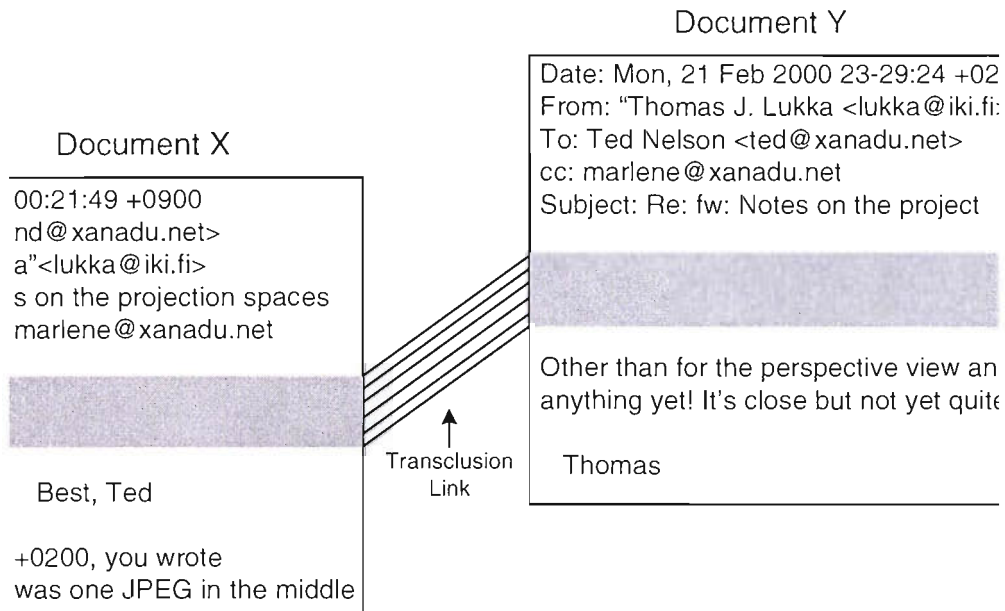 Document X
00:21:49 +0900
nd@xanadu.net>
a"<lukka@iki.fi>
s on the projection spaces
marlene@xanadu.net
Best, Ted
+0200, you wrote
was one JPEG in the middle
Transclusion
Link
Document Y
Date: Mon, 21 Feb 2000 23-29:24 +02
From: “Thomas J. Lukka <lukka@iki.fi>
To: Ted Nelson <ted@xanadu.net>
cc: marlene@xanadu.net
Subject: Re: fw: Notes on the project
Other than for the perspective view an
anything yet! It's close but not yet quite
Thomas